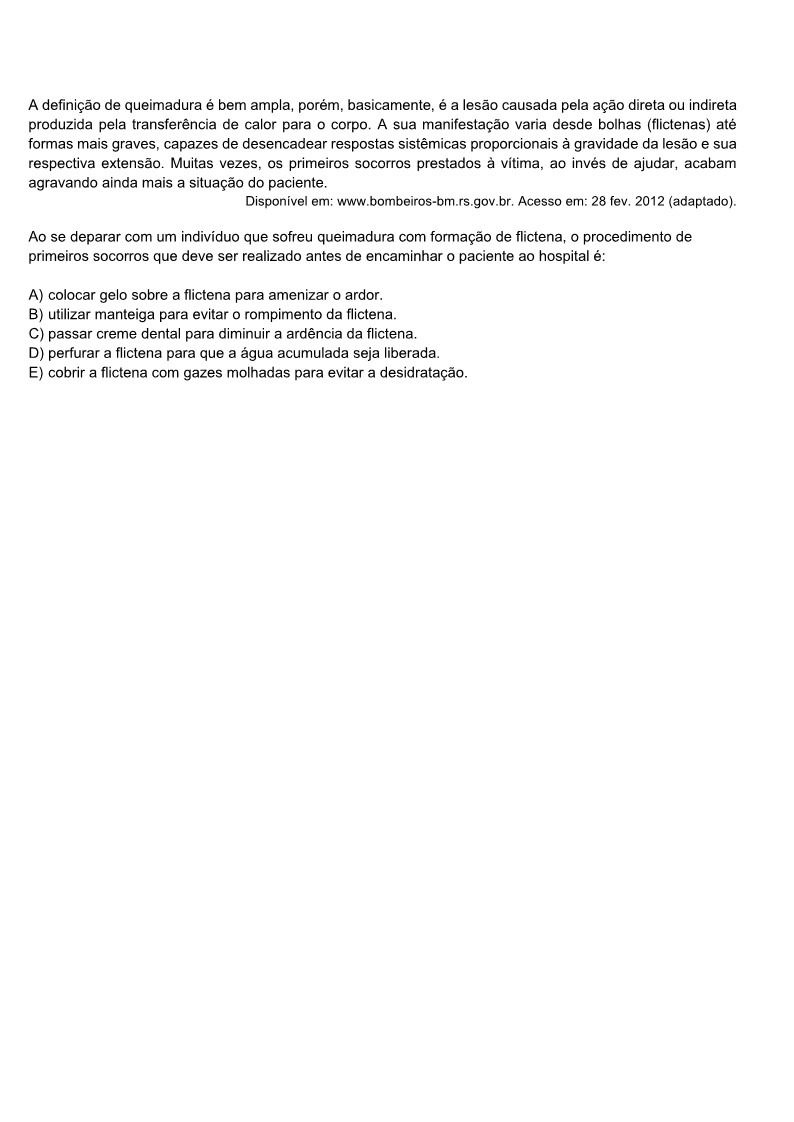 A definição de queimadura é bem ampla, porém, basicamente, é a lesão causada pela ação direta ou indireta
produzida pela transferência de calor para o corpo. A sua manifestação varia desde bolhas (flictenas) até
formas mais graves, capazes de desencadear respostas sistêmicas proporcionais à gravidade da lesão e sua
respectiva extensão. Muitas vezes, os primeiros socorros prestados à vítima, ao invés de ajudar, acabam
agravando ainda mais a situação do paciente.
Disponível em: www.bombeiros-bm.rs.gov.br. Acesso em: 28 fev. 2012 (adaptado).
Ao se deparar com um indivíduo que sofreu queimadura com formação de flictena, o procedimento de
primeiros socorros que deve ser realizado antes de encaminhar o paciente ao hospital é:
A) colocar gelo sobre a flictena para amenizar o ardor.
B) utilizar manteiga para evitar o rompimento da flictena.
C) passar creme dental para diminuir a ardência da flictena.
D) perfurar a flictena para que a água acumulada seja liberada.
E) cobrir a flictena com gazes molhadas para evitar a desidratação.